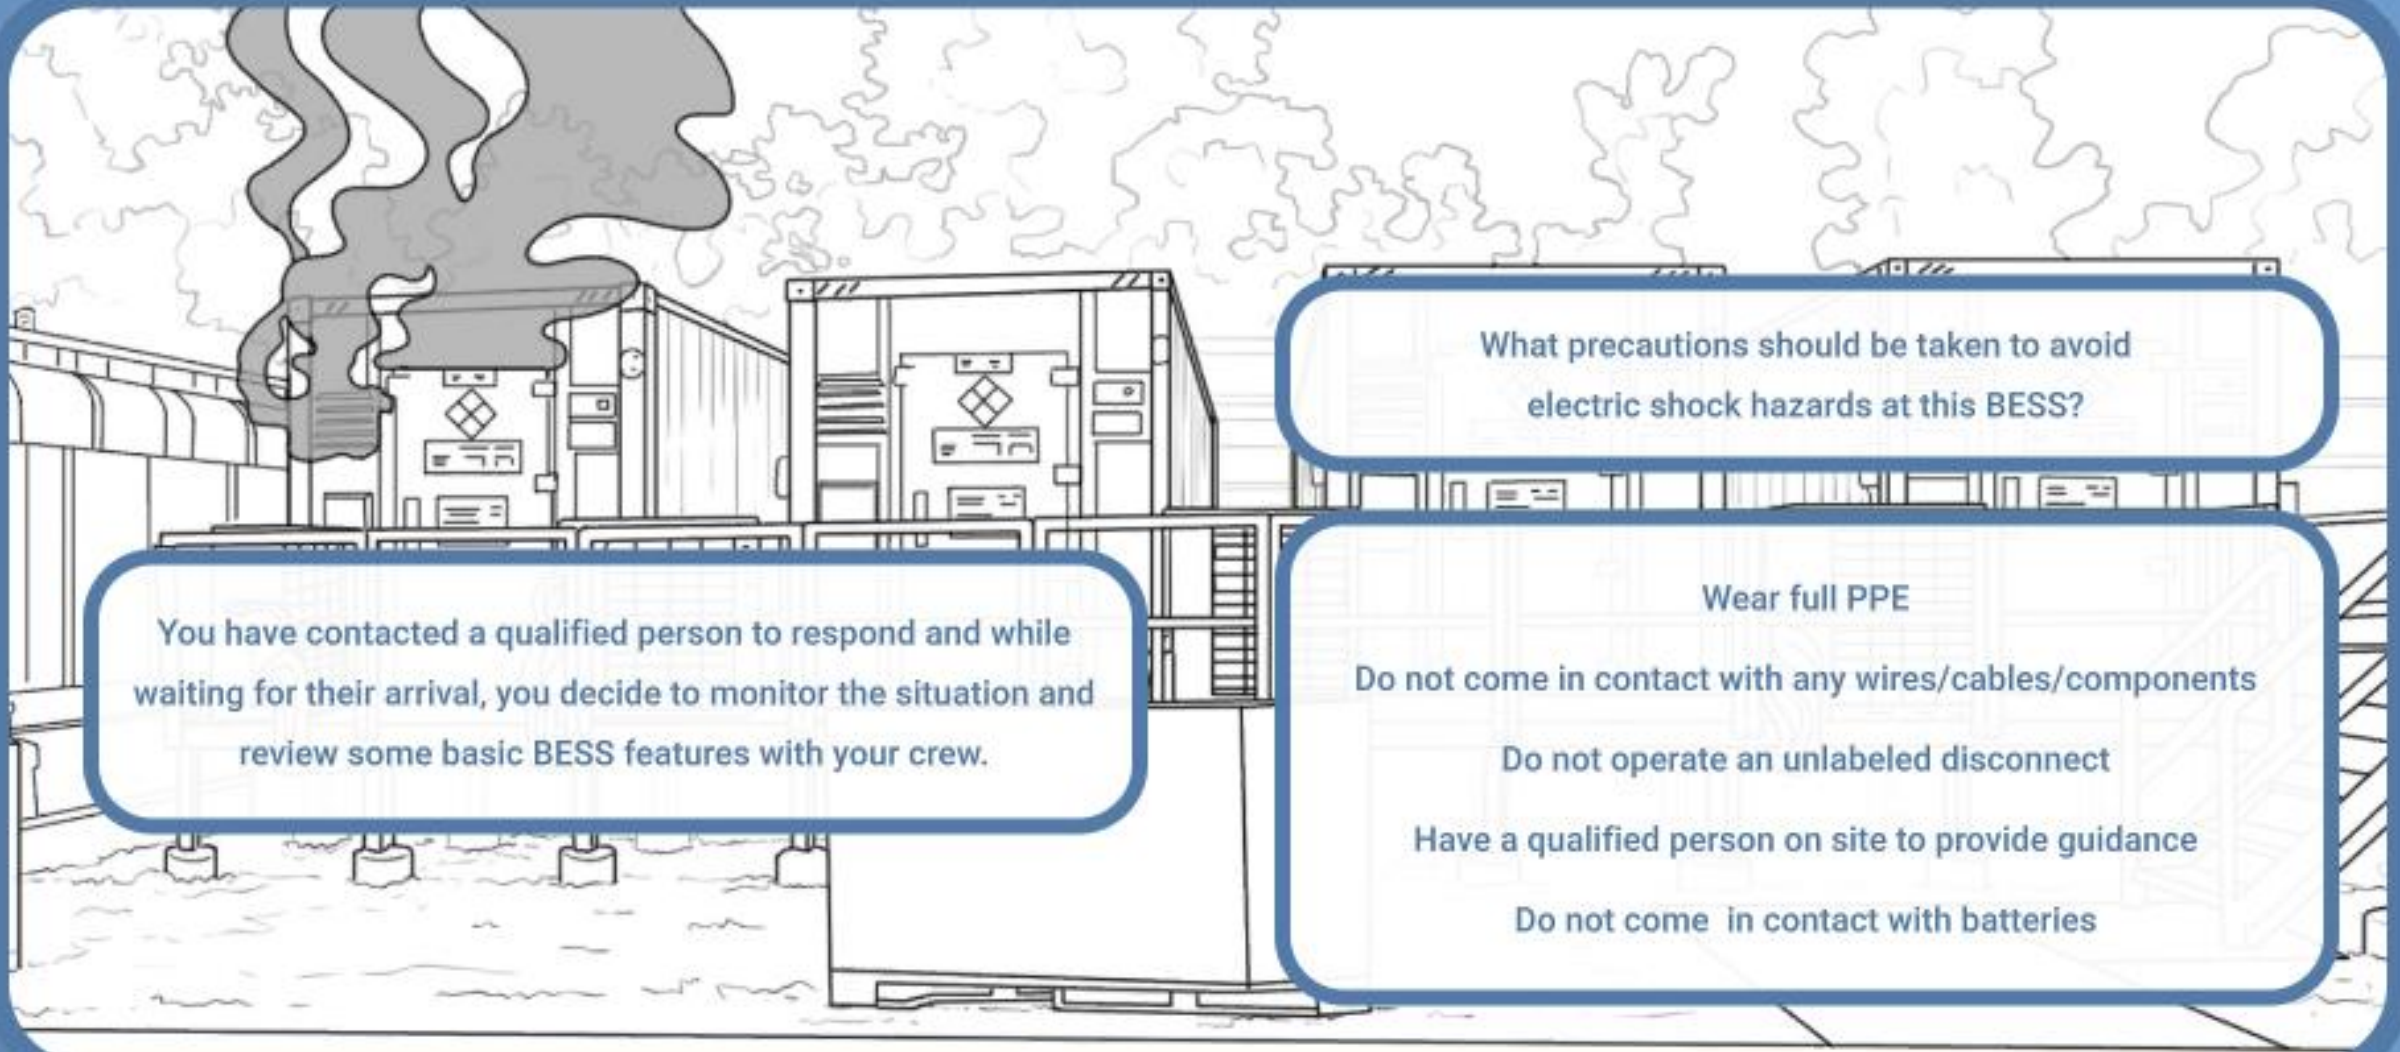 You have contacted a qualified person to respond and while
waiting for their arrival, you decide to monitor the situation and
review some basic BESS features with your crew.
What precautions should be taken to avoid
electric shock hazards at this BESS?
Wear full PPE
Do not come in contact with any wires/cables/components
Do not operate an unlabeled disconnect
Have a qualified person on site to provide guidance
Do not come in contact with batteries